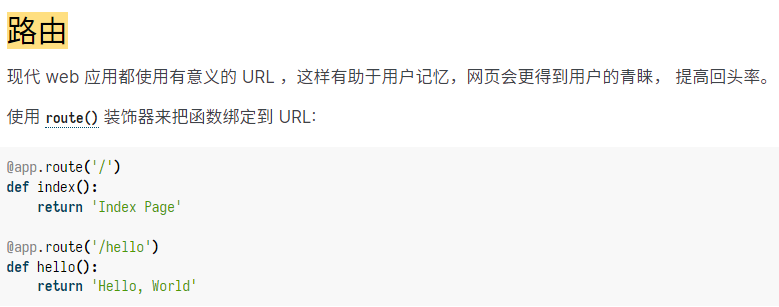 路由
现代 web 应用都使用有意义的 URL ，这样有助于用户记忆，网页会更得到用户的青睐， 提高回头率。
使用 route() 装饰器来把函数绑定到 URL:
@app.route('/')
def index():
    return 'Index Page'
@app.route('/hello')
def hello():
    return 'Hello, World'